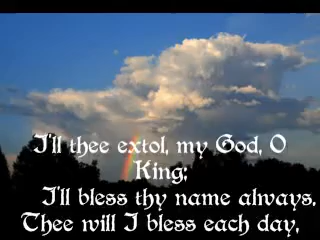 I'll thee extol, my God, O
King;
I'll bless thy name always.
Thee will I bless each day,